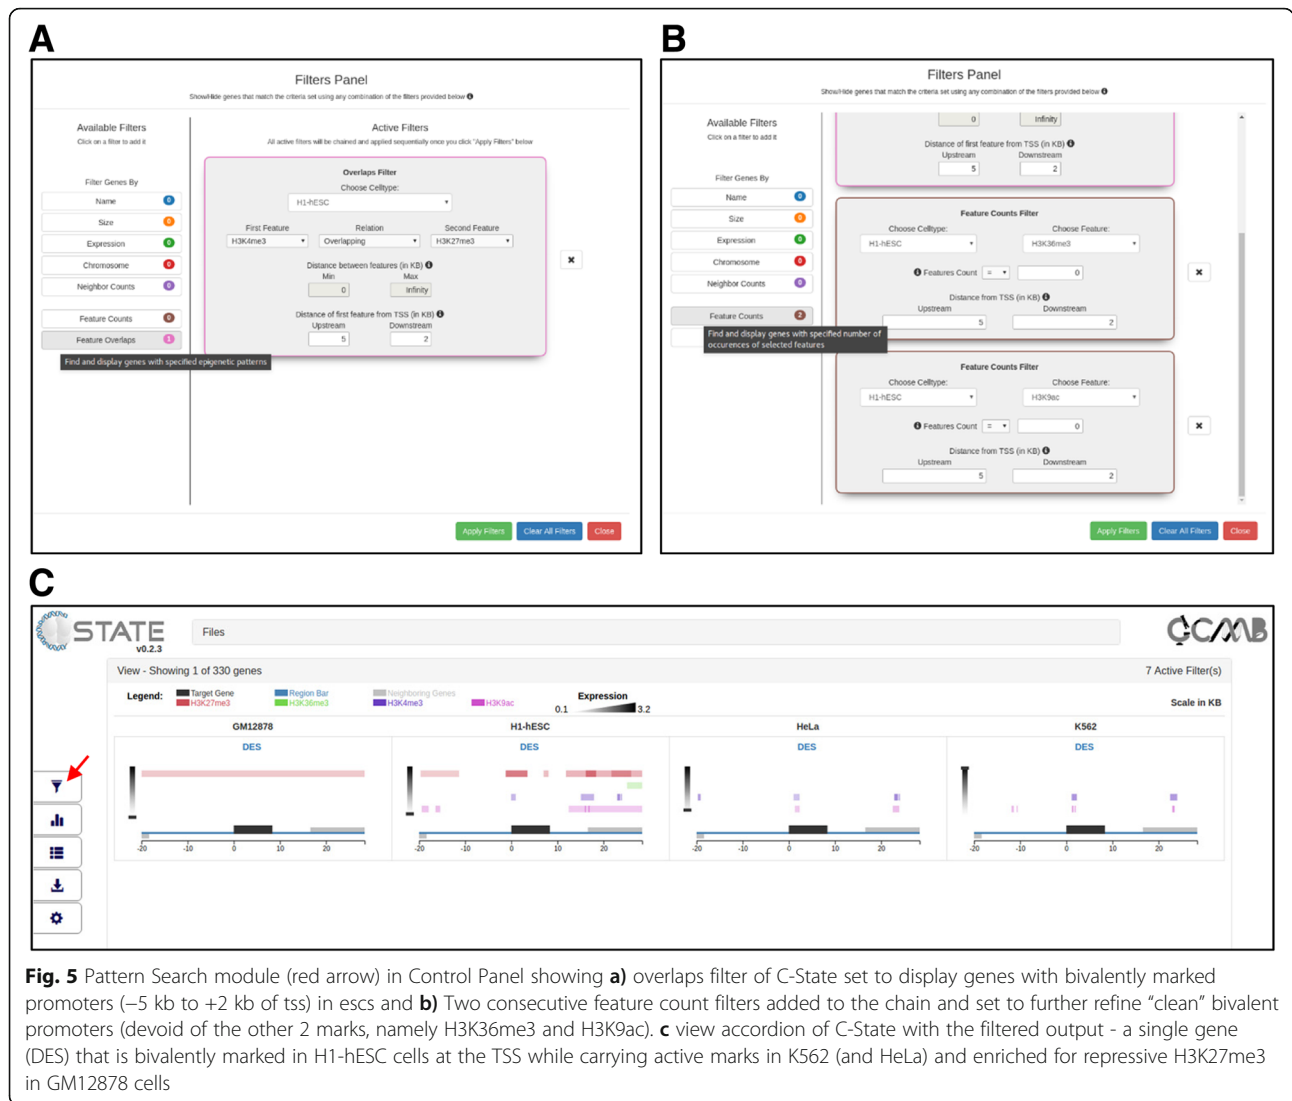 A
Filters Panel
Show/Hide genes that match the criteria set using any combination of the filters provided below
Available Filters
Click on a filter to add it
Filter Genes By
Name 0
Size 0
Expression 0
Chromosome 0
Neighbor Counts 0
Feature Counts 0
Feature Overlaps 1
Find and display genes with specified epigenetic patterns
Active Filters
All active filters will be chained and applied sequentially once you click "Apply Filters" below
Overlaps Filter
Choose Celltype:
H1-hESC
First Feature Relation Second Feature
H3K4me3 Overlapping H3K27me3
Distance between features (in KB)
Min Max
0 Infinity
Distance of first feature from TSS (in KB)
Upstream Downstream
5 2
Apply Filters Clear All Filters Close
B
Filters Panel
Show/Hide genes that match the criteria set using any combination of the filters provided below
Available Filters
Click on a filter to add it
Filter Genes By
Name 0
Size 0
Expression 0
Chromosome 0
Neighbor Counts 0
Feature Counts 2
Find and display genes with specified number of
occurences of selected features
0 Infinity
Distance of first feature from TSS (in KB)
Upstream Downstream
5 2
Feature Counts Filter
Choose Celltype: Choose Feature:
H1-hESC H3K36me3
Features Count = 0
Distance from TSS (in KB)
Upstream Downstream
5 2
Feature Counts Filter
Choose Celltype: Choose Feature:
H1-hESC H3K9ac
Features Count = 0
Distance from TSS (in KB)
Upstream Downstream
5 2
Apply Filters Clear All Filters Close
C
CSTATE
v0.2.3
Files
CCMB
View - Showing 1 of 330 genes 7 Active Filter(s)
Legend: Target Gene Region Bar Neighboring Genes
H3K27me3 H3K36me3 H3K4me3 H3K9ac
Expression
0.1 3.2
Scale in KB
GM12878 H1-hESC HeLa K562
DES DES DES DES
-20 -10 0 10 20 -20 -10 0 10 20 -20 -10 0 10 20 -20 -10 0 10 20
Fig. 5 Pattern Search module (red arrow) in Control Panel showing a) overlaps filter of C-State set to display genes with bivalently marked
promoters (−5 kb to +2 kb of tss) in escs and b) Two consecutive feature count filters added to the chain and set to further refine “clean” bivalent
promoters (devoid of the other 2 marks, namely H3K36me3 and H3K9ac). c view accordion of C-State with the filtered output - a single gene
(DES) that is bivalently marked in H1-hESC cells at the TSS while carrying active marks in K562 (and HeLa) and enriched for repressive H3K27me3
in GM12878 cells